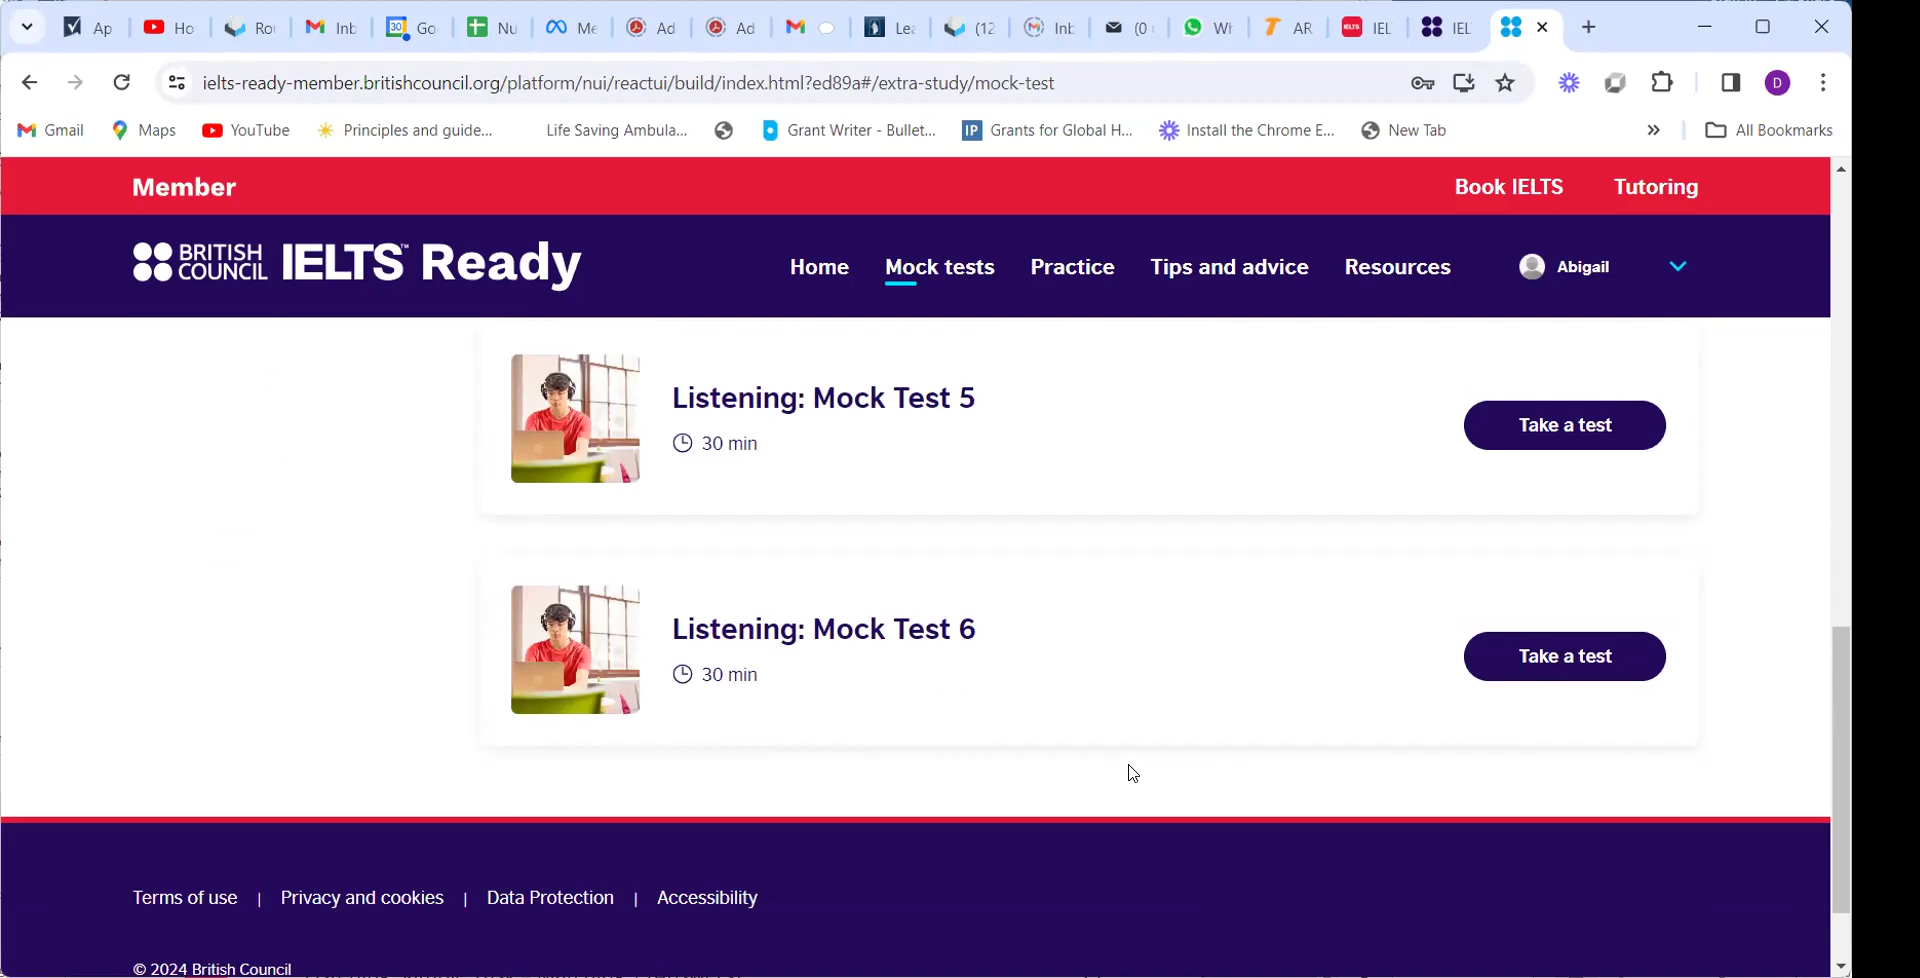 Ap
Ho
Ro
Inb
30
Go
Nu
Me
Ad
Ad
Lea
(12
Inb
(0
Wh
AR
IELTS
IEL
IEL
ielts-ready-member.britishcouncil.org/platform/nui/reactui/build/index.html?ed89a#/extra-study/mock-test
D
Gmail
Maps
YouTube
Principles and guide...
Life Saving Ambula...
Grant Writer - Bullet...
IP
Grants for Global H...
Install the Chrome E...
New Tab
»
All Bookmarks
Member
Book IELTS
Tutoring
BRITISH
COUNCIL
IELTS™ Ready
Home
Mock tests
Practice
Tips and advice
Resources
Abigail
Listening: Mock Test 5
30 min
Take a test
Listening: Mock Test 6
30 min
Take a test
Terms of use | Privacy and cookies | Data Protection | Accessibility
© 2024 British Council